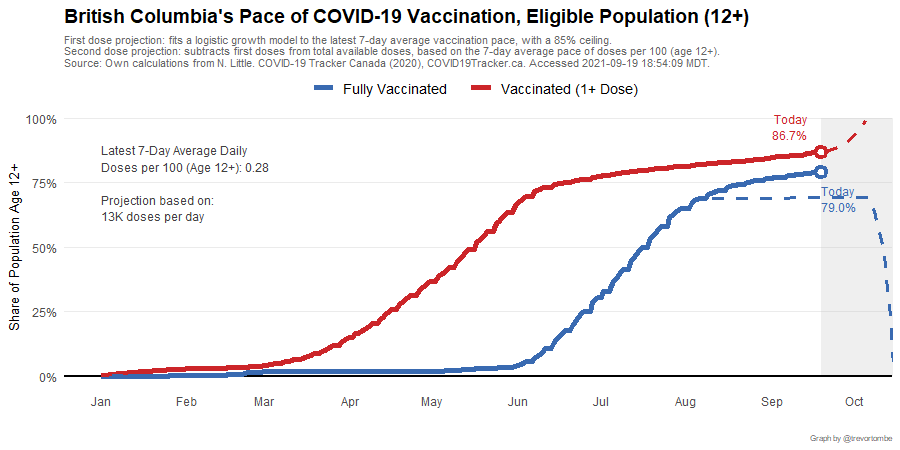 British Columbia's Pace of COVID-19 Vaccination, Eligible Population (12+)
First dose projection: fits a logistic growth model to the latest 7-day average vaccination pace, with a 85% ceiling.
Second dose projection: subtracts first doses from total available doses, based on the 7-day average pace of doses per 100 (age 12+).
Source: Own calculations from N. Little. COVID-19 Tracker Canada (2020), COVID19Tracker.ca. Accessed 2021-09-19 18:54:09 MDT.
Fully Vaccinated
Vaccinated (1+ Dose)
Share of Population Age 12+
100%
75%
50%
25%
0%
Latest 7-Day Average Daily
Doses per 100 (Age 12+): 0.28
Projection based on:
13K doses per day
Today
86.7%
Today
79.0%
Jan
Feb
Mar
Apr
May
Jun
Jul
Aug
Sep
Oct
Graph by @trevortombe